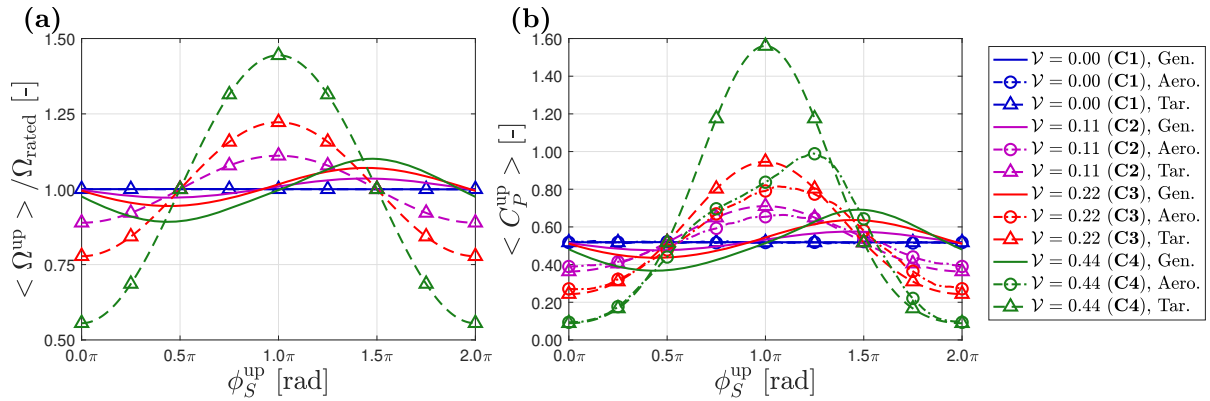 (a)
< Ω^up > /Ω_rated [-]
1.50
1.25
1.00
0.75
0.50
0.0π 0.5π 1.0π 1.5π 2.0π
ϕ_S^up [rad]
(b)
< C_P^up > [-]
1.60
1.40
1.20
1.00
0.80
0.60
0.40
0.20
0.00
0.0π 0.5π 1.0π 1.5π 2.0π
ϕ_S^up [rad]
𝒱 = 0.00 (C1), Gen.
𝒱 = 0.00 (C1), Aero.
𝒱 = 0.00 (C1), Tar.
𝒱 = 0.11 (C2), Gen.
𝒱 = 0.11 (C2), Aero.
𝒱 = 0.11 (C2), Tar.
𝒱 = 0.22 (C3), Gen.
𝒱 = 0.22 (C3), Aero.
𝒱 = 0.22 (C3), Tar.
𝒱 = 0.44 (C4), Gen.
𝒱 = 0.44 (C4), Aero.
𝒱 = 0.44 (C4), Tar.